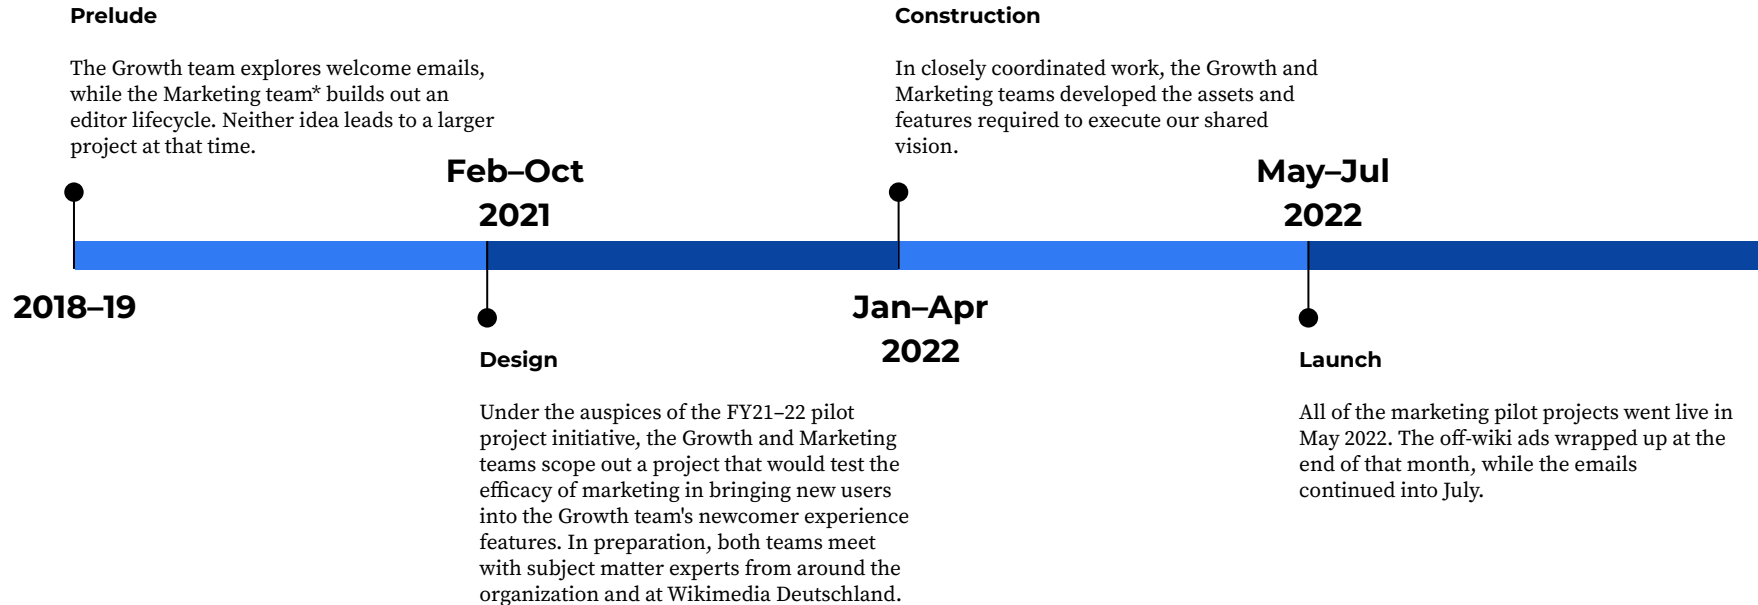 Prelude
The Growth team explores welcome emails,
while the Marketing team* builds out an
editor lifecycle. Neither idea leads to a larger
project at that time.
2018–19
Feb–Oct
2021
Design
Under the auspices of the FY21–22 pilot
project initiative, the Growth and Marketing
teams scope out a project that would test the
efficacy of marketing in bringing new users
into the Growth team's newcomer experience
features. In preparation, both teams meet
with subject matter experts from around the
organization and at Wikimedia Deutschland.
Construction
In closely coordinated work, the Growth and
Marketing teams developed the assets and
features required to execute our shared
vision.
Jan–Apr
2022
May–Jul
2022
Launch
All of the marketing pilot projects went live in
May 2022. The off-wiki ads wrapped up at the
end of that month, while the emails
continued into July.